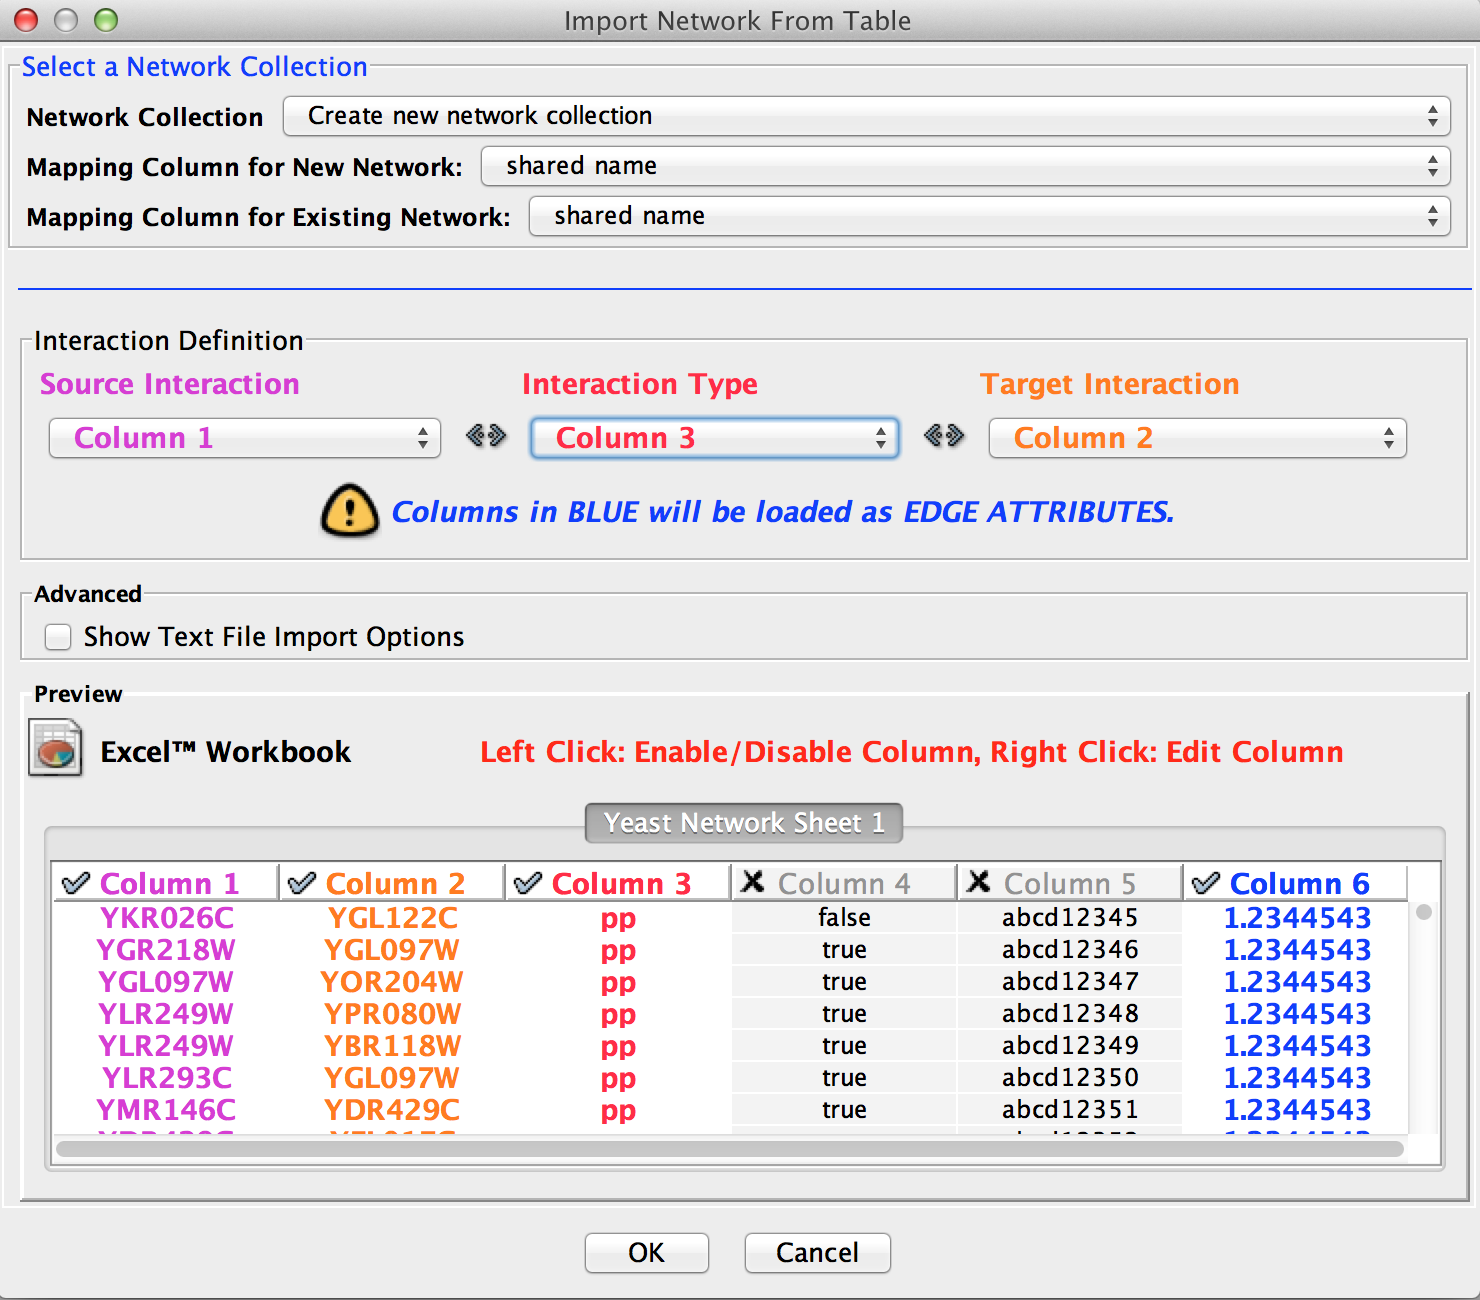 Import Network From Table
Select a Network Collection
Network Collection Create new network collection
Mapping Column for New Network: shared name
Mapping Column for Existing Network: shared name
Interaction Definition
Source Interaction Interaction Type Target Interaction
Column 1 Column 3 Column 2
Columns in BLUE will be loaded as EDGE ATTRIBUTES.
Advanced
Show Text File Import Options
Preview
Excel™ Workbook Left Click: Enable/Disable Column, Right Click: Edit Column
Yeast Network Sheet 1
Column 1 Column 2 Column 3 Column 4 Column 5 Column 6
YKR026C YGL122C pp false abcd12345 1.2344543
YGR218W YGL097W pp true abcd12346 1.2344543
YGL097W YOR204W pp true abcd12347 1.2344543
YLR249W YPR080W pp true abcd12348 1.2344543
YLR249W YBR118W pp true abcd12349 1.2344543
YLR293C YGL097W pp true abcd12350 1.2344543
YMR146C YDR429C pp true abcd12351 1.2344543
OK Cancel